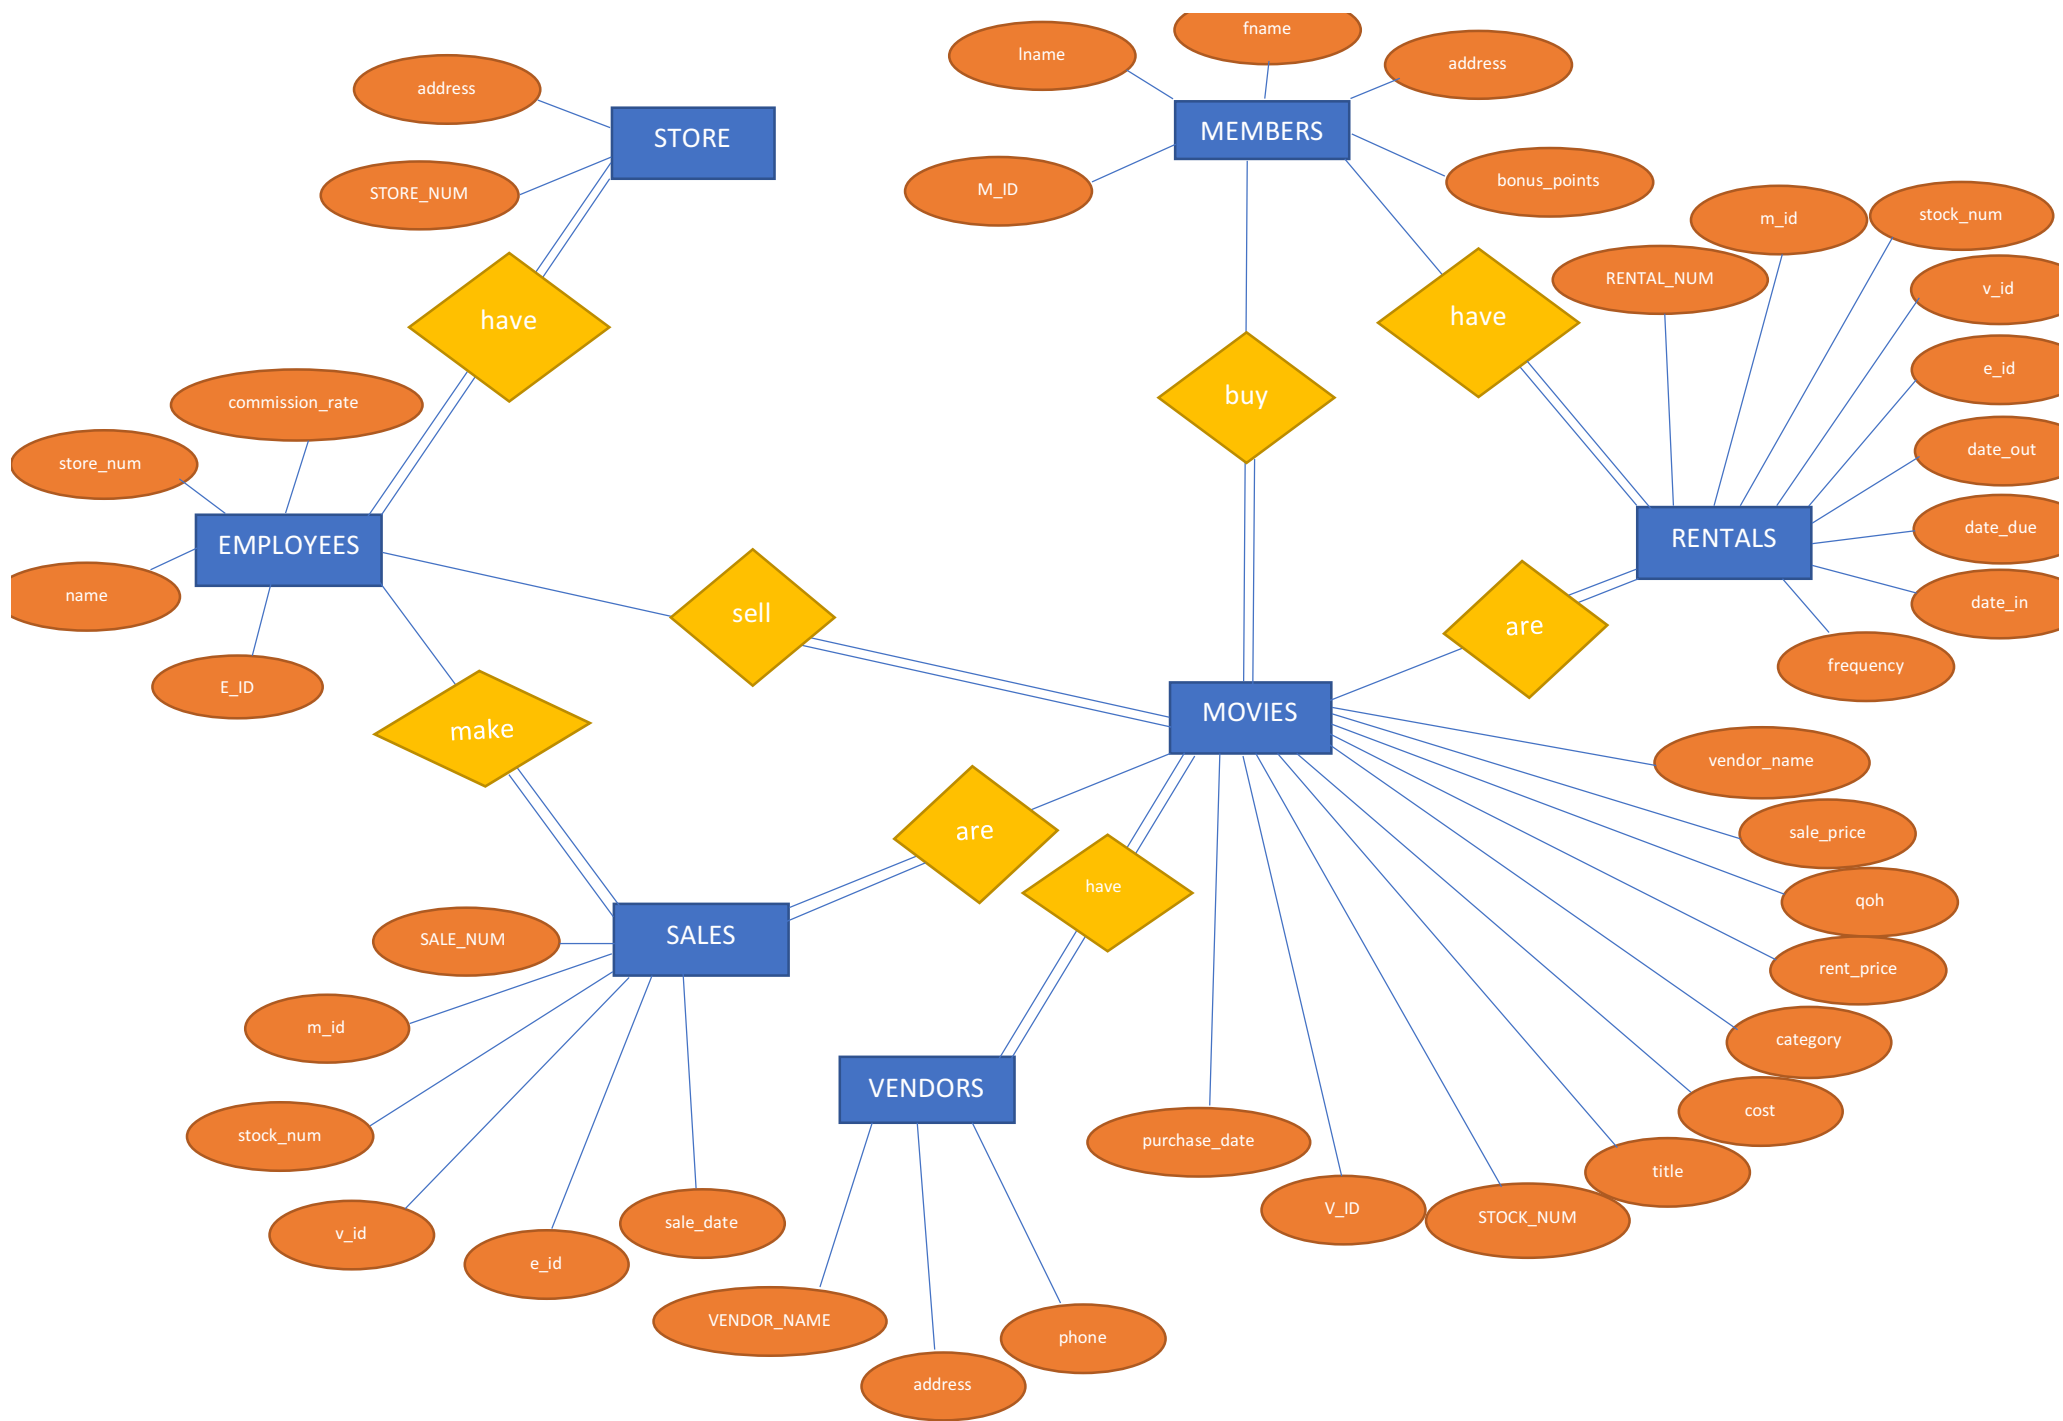 fname
lname
address
address
STORE
MEMBERS
M_ID
bonus_points
STORE_NUM
m_id
stock_num
RENTAL_NUM
v_id
have
have
e_id
buy
commission_rate
date_out
store_num
date_due
EMPLOYEES
RENTALS
name
sell
date_in
are
frequency
E_ID
make
MOVIES
vendor_name
sale_price
are
have
qoh
SALE_NUM
SALES
rent_price
m_id
category
VENDORS
cost
stock_num
purchase_date
title
v_id
sale_date
V_ID
STOCK_NUM
e_id
VENDOR_NAME
phone
address